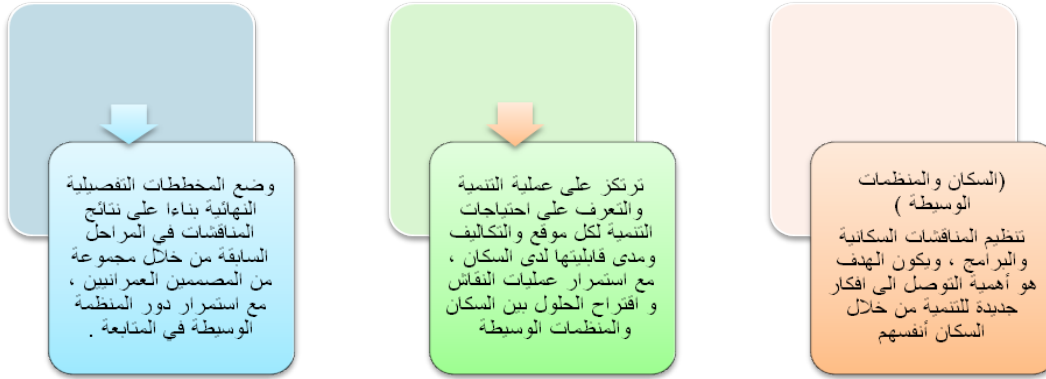 (السكان والمنظمات
الوسيطة )
تنظيم المناقشات السكانية
والبرامج ، ويكون الهدف
هو أهمية التوصل الى افكار
جديدة للتنمية من خلال
السكان أنفسهم
ترتكز على عملية التنمية
والتعرف على احتياجات
التنمية لكل موقع والتكاليف
ومدى قابليتها لدى السكان ،
مع استمرار عمليات النقاش
و اقتراح الحلول بين السكان
والمنظمات الوسيطة
وضع المخططات التفصيلية
النهائية بناءا على نتائج
المناقشات في المراحل
السابقة من خلال مجموعة
من المصممين العمرانيين ،
مع استمرار دور المنظمة
الوسيطة في المتابعة .